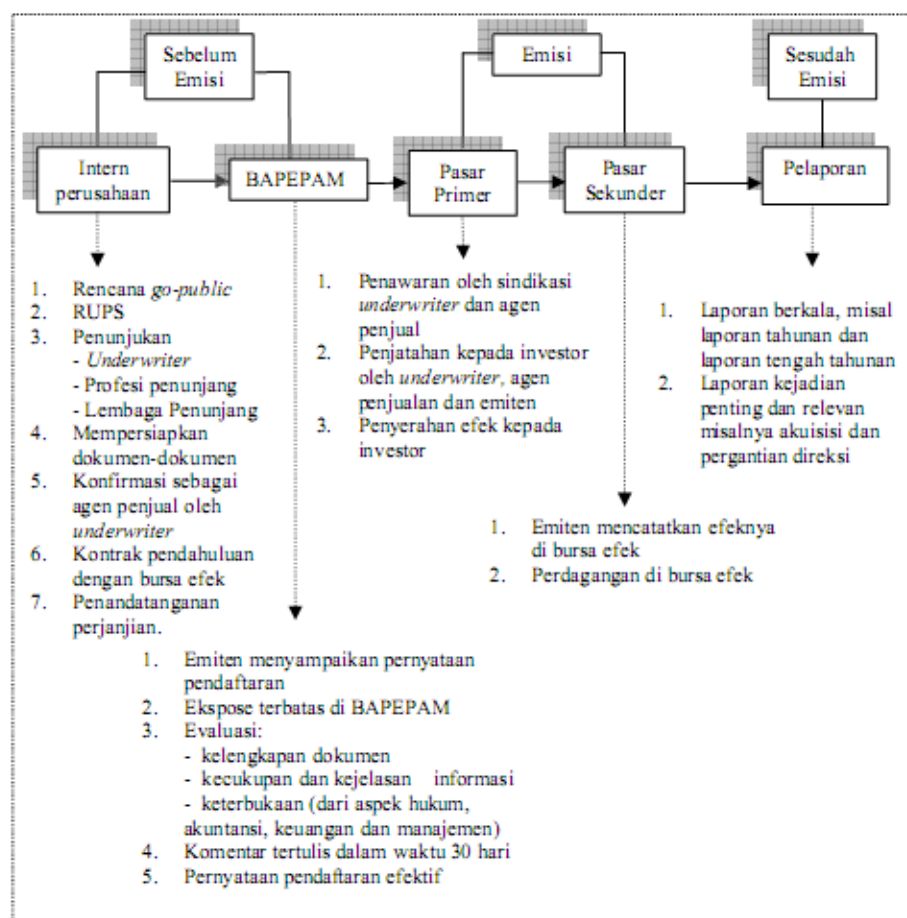 Sebelum
Emisi
Emisi
Sesudah
Emisi
Intern
perusahaan
BAPEPAM
Pasar
Primer
Pasar
Sekunder
Pelaporan
1. Rencana go-public
2. RUPS
3. Penunjukan
- Underwriter
- Profesi penunjang
- Lembaga Penunjang
4. Mempersiapkan
dokumen-dokumen
5. Konfirmasi sebagai
agen penjual oleh
underwriter
6. Kontrak pendahuluan
dengan bursa efek
7. Penandatanganan
perjanjian.
1. Emiten menyampaikan pernyataan
pendaftaran
2. Ekspose terbatas di BAPEPAM
3. Evaluasi:
- kelengkapan dokumen
- kecukupan dan kejelasan informasi
- keterbukaan (dari aspek hukum,
akuntansi, keuangan dan manajemen)
4. Komentar tertulis dalam waktu 30 hari
5. Pernyataan pendaftaran efektif
1. Penawaran oleh sindikasi
underwriter dan agen
penjual
2. Penjatahan kepada investor
oleh underwriter, agen
penjualan dan emiten
3. Penyerahan efek kepada
investor
1. Emiten mencatatkan efeknya
di bursa efek
2. Perdagangan di bursa efek
1. Laporan berkala, misal
laporan tahunan dan
laporan tengah tahunan
2. Laporan kejadian
penting dan relevan
misalnya akuisisi dan
pergantian direksi